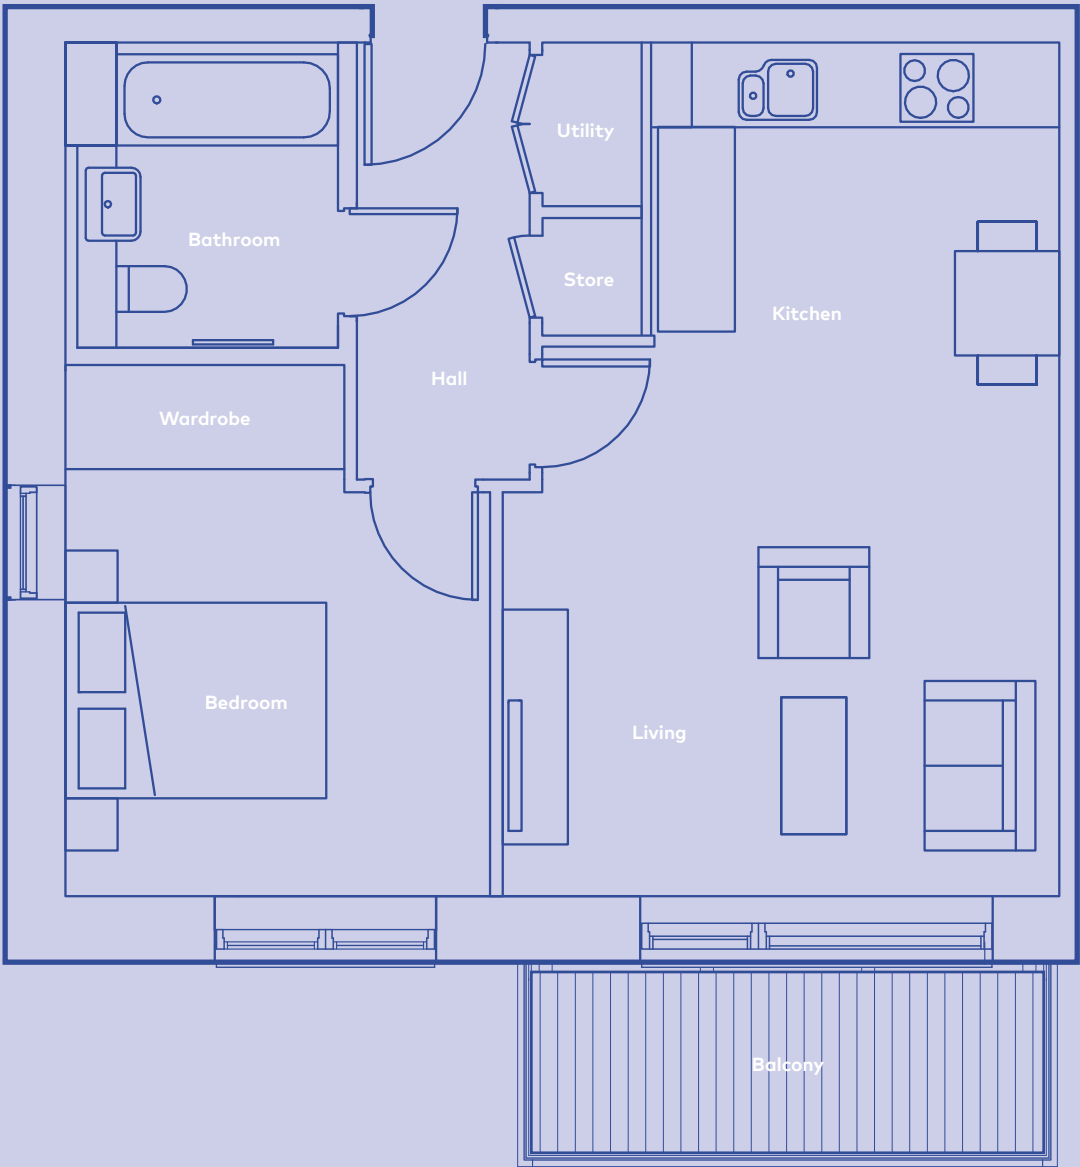 Utility
Bathroom
Store
Kitchen
Hall
Wardrobe
Bedroom
Living
Balcony